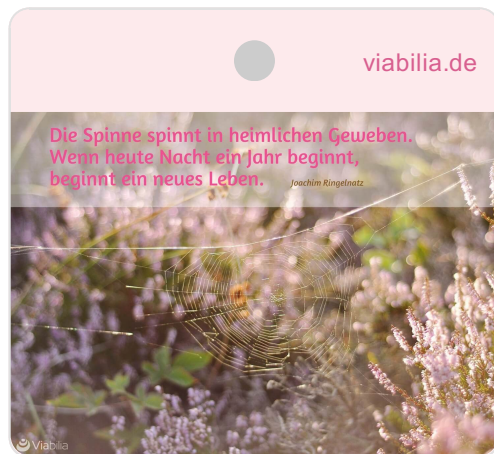 viabilia.de
Die Spinne spinnt in heimlichen Geweben.
Wenn heute Nacht ein Jahr beginnt,
beginnt ein neues Leben.
Joachim Ringelnatz
Viabilia